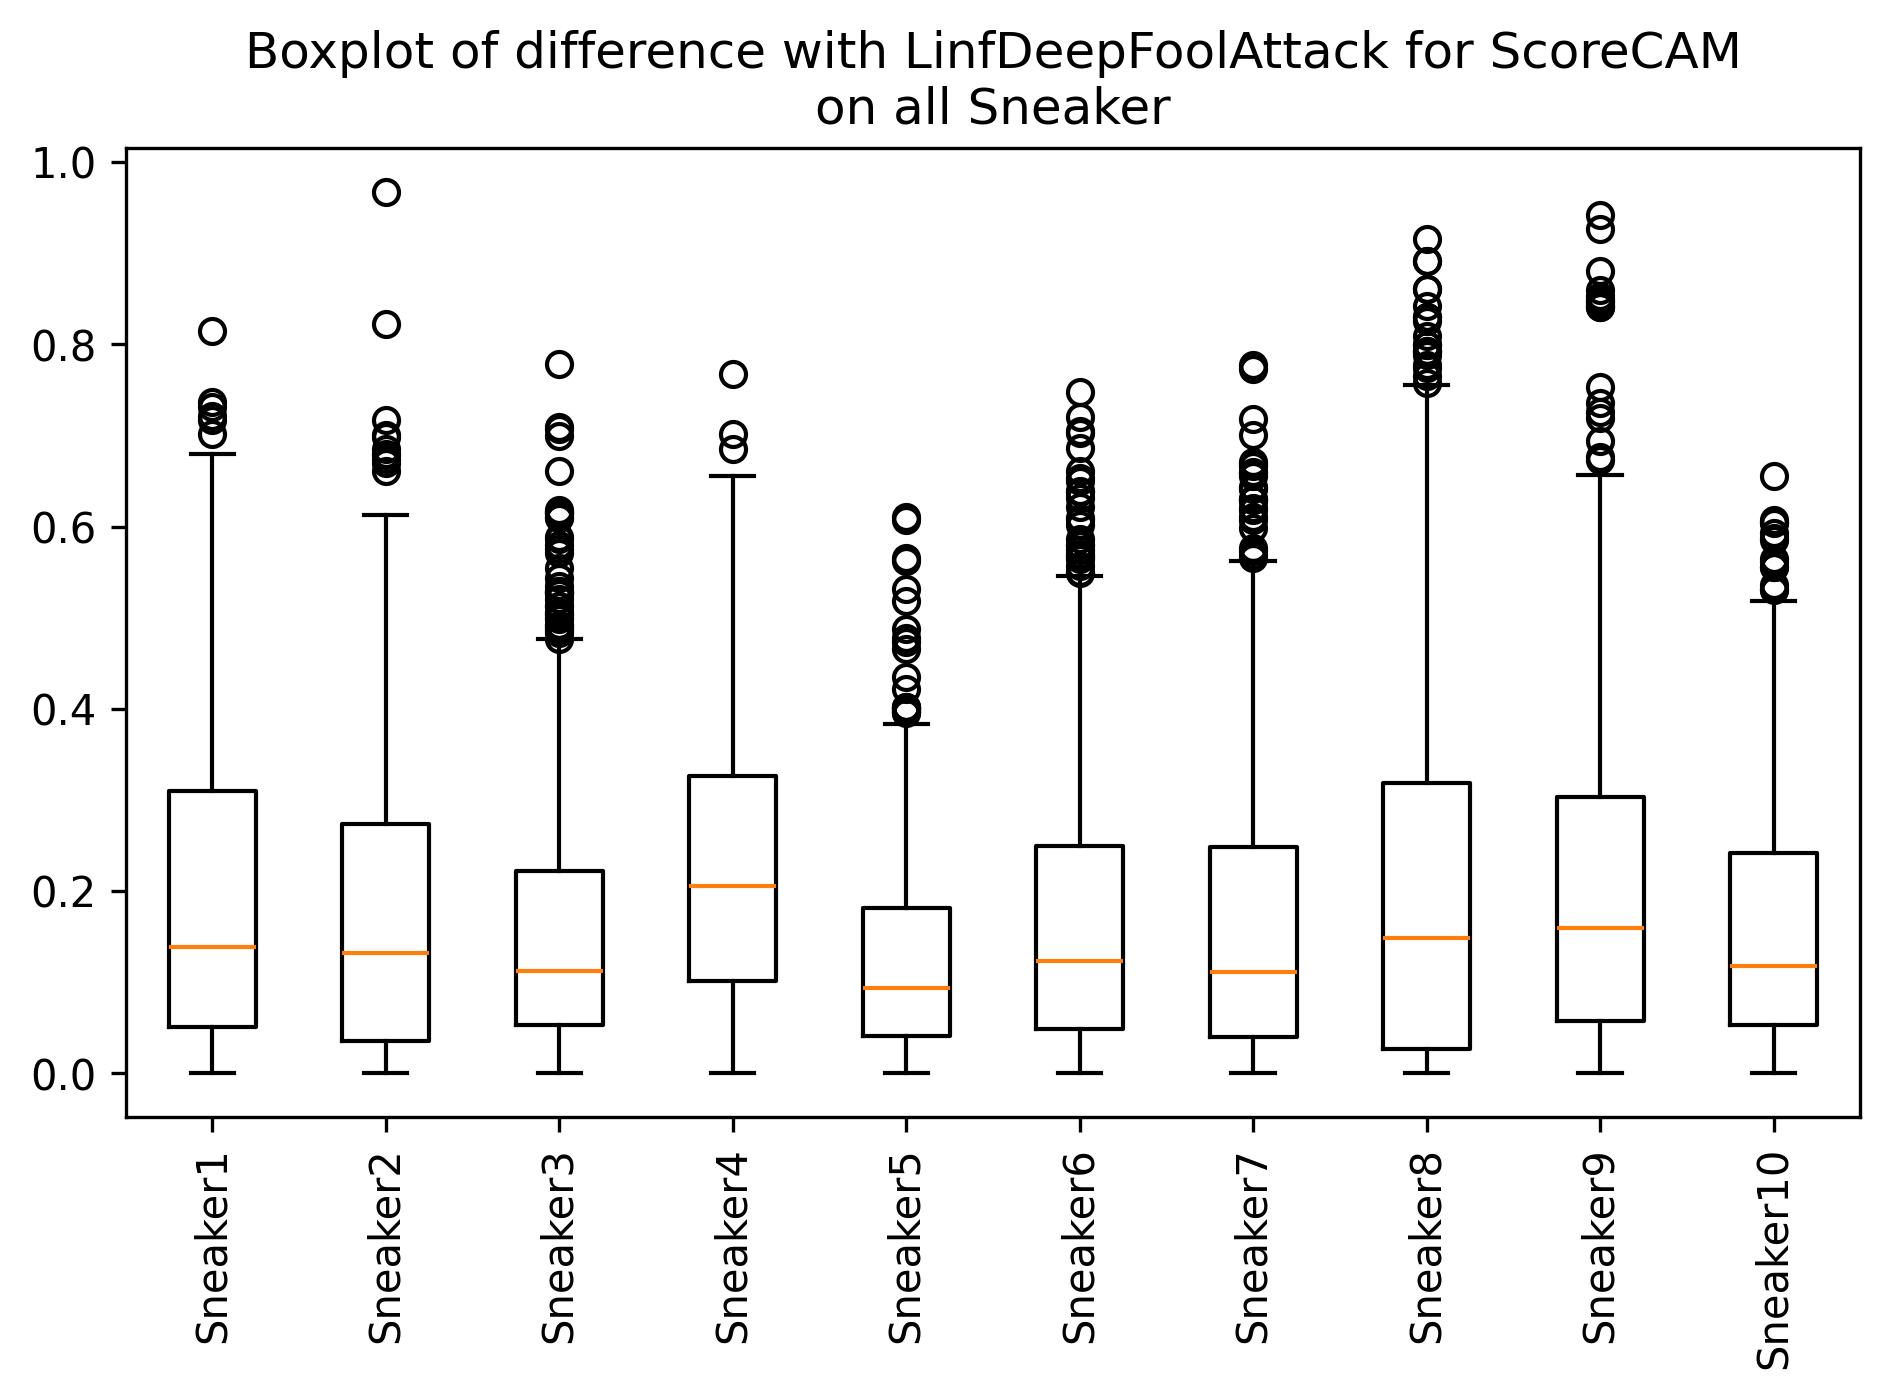 Boxplot of difference with LinfDeepFoolAttack for ScoreCAM
on all Sneaker
1.0
0.8
0.6
0.4
0.2
0.0
Sneaker1
Sneaker2
Sneaker3
Sneaker4
Sneaker5
Sneaker6
Sneaker7
Sneaker8
Sneaker9
Sneaker10